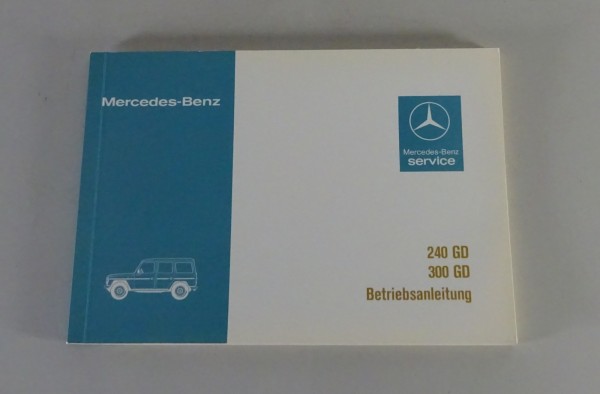 Mercedes-Benz
Mercedes-Benz
service
240 GD
300 GD
Betriebsanleitung